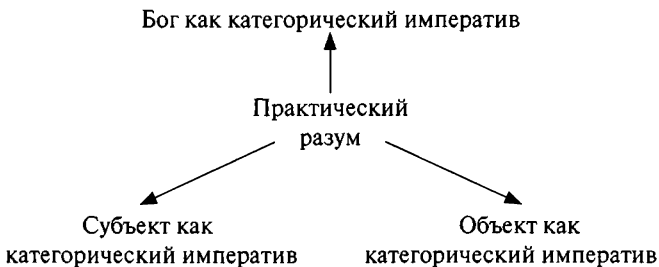 Бог как категорический императив
Практический
разум
Субъект как
категорический императив
Объект как
категорический императив